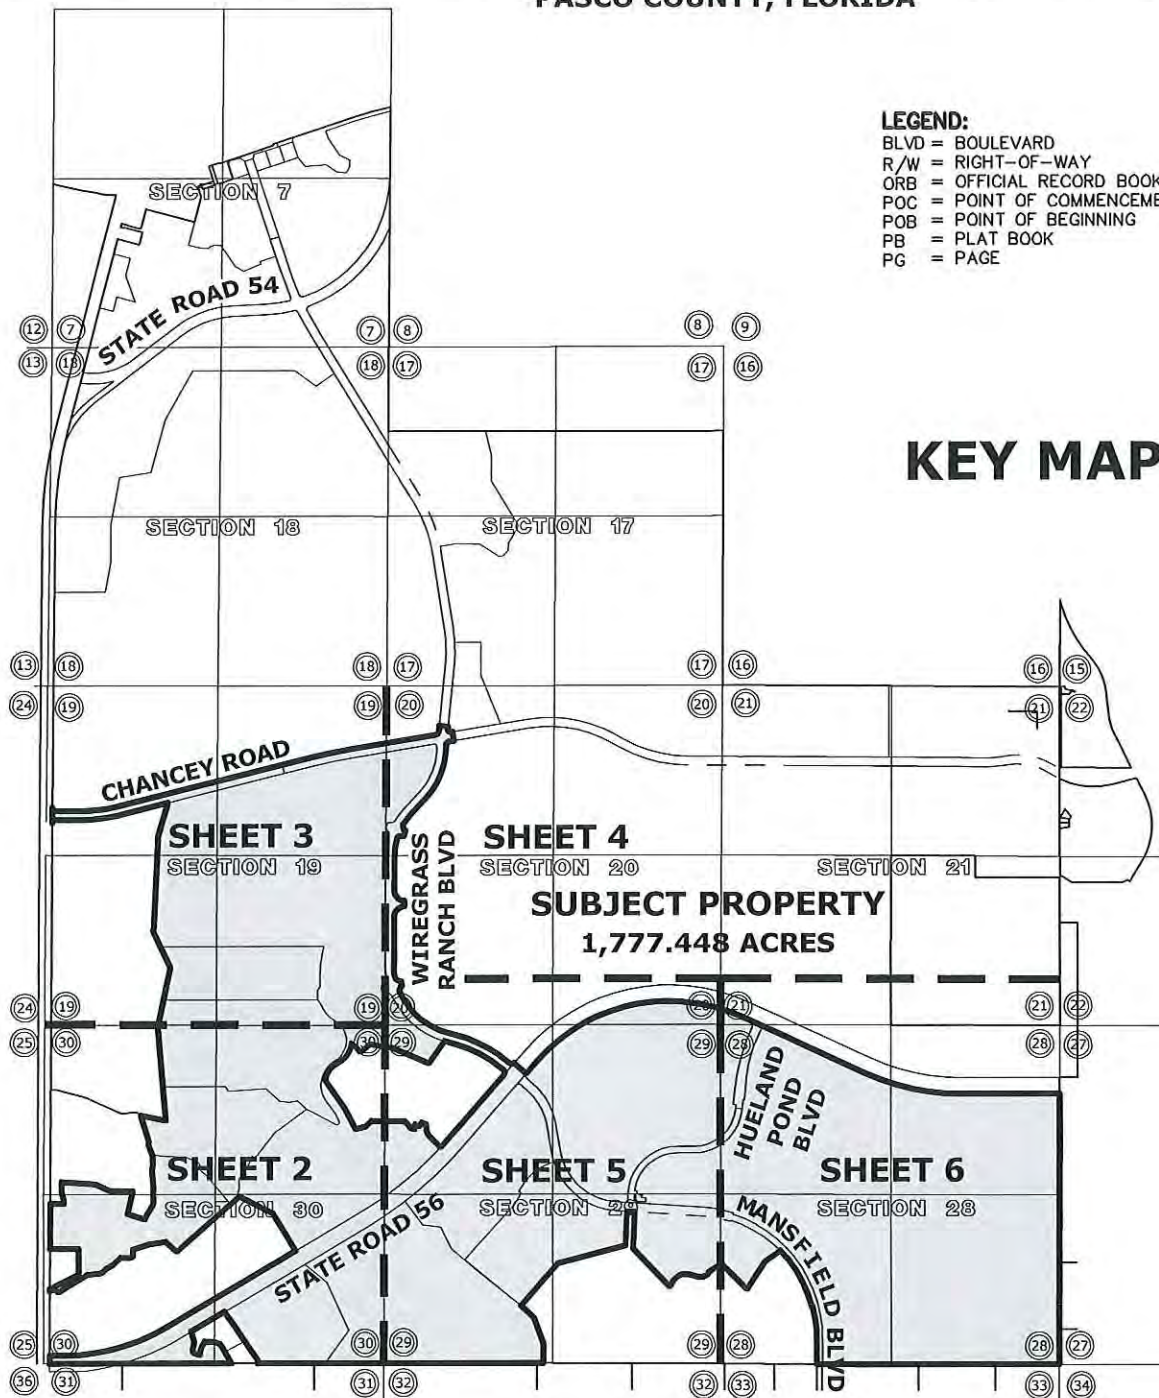 PASCO COUNTY, FLORIDA
LEGEND:
BLVD = BOULEVARD
R/W = RIGHT-OF-WAY
ORB = OFFICIAL RECORD BOOK
POC = POINT OF COMMENCEME
POB = POINT OF BEGINNING
PB = PLAT BOOK
PG = PAGE
SECTION 7
STATE ROAD 54
12 7 7 8 8 9
13 18 18 17 17 16
KEY MAP
SECTION 18 SECTION 17
13 18 18 17 17 16 16 15
24 19 19 20 20 21 21 22
CHANCEY ROAD
SHEET 3
SECTION 19
WIREGRASS
RANCH BLVD
SHEET 4
SECTION 20
SECTION 21
SUBJECT PROPERTY
1,777.448 ACRES
24 19 19 20 20 21 21 22
25 30 30 29 29 28 28 27
HUELAND
POND
BLVD
SHEET 2
SECTION 30
SHEET 5
SECTION 2
SHEET 6
SECTION 28
STATE ROAD 56
MANSFIELD BLVD
25 30 30 29 29 28 28 27
36 31 31 32 32 33 33 34